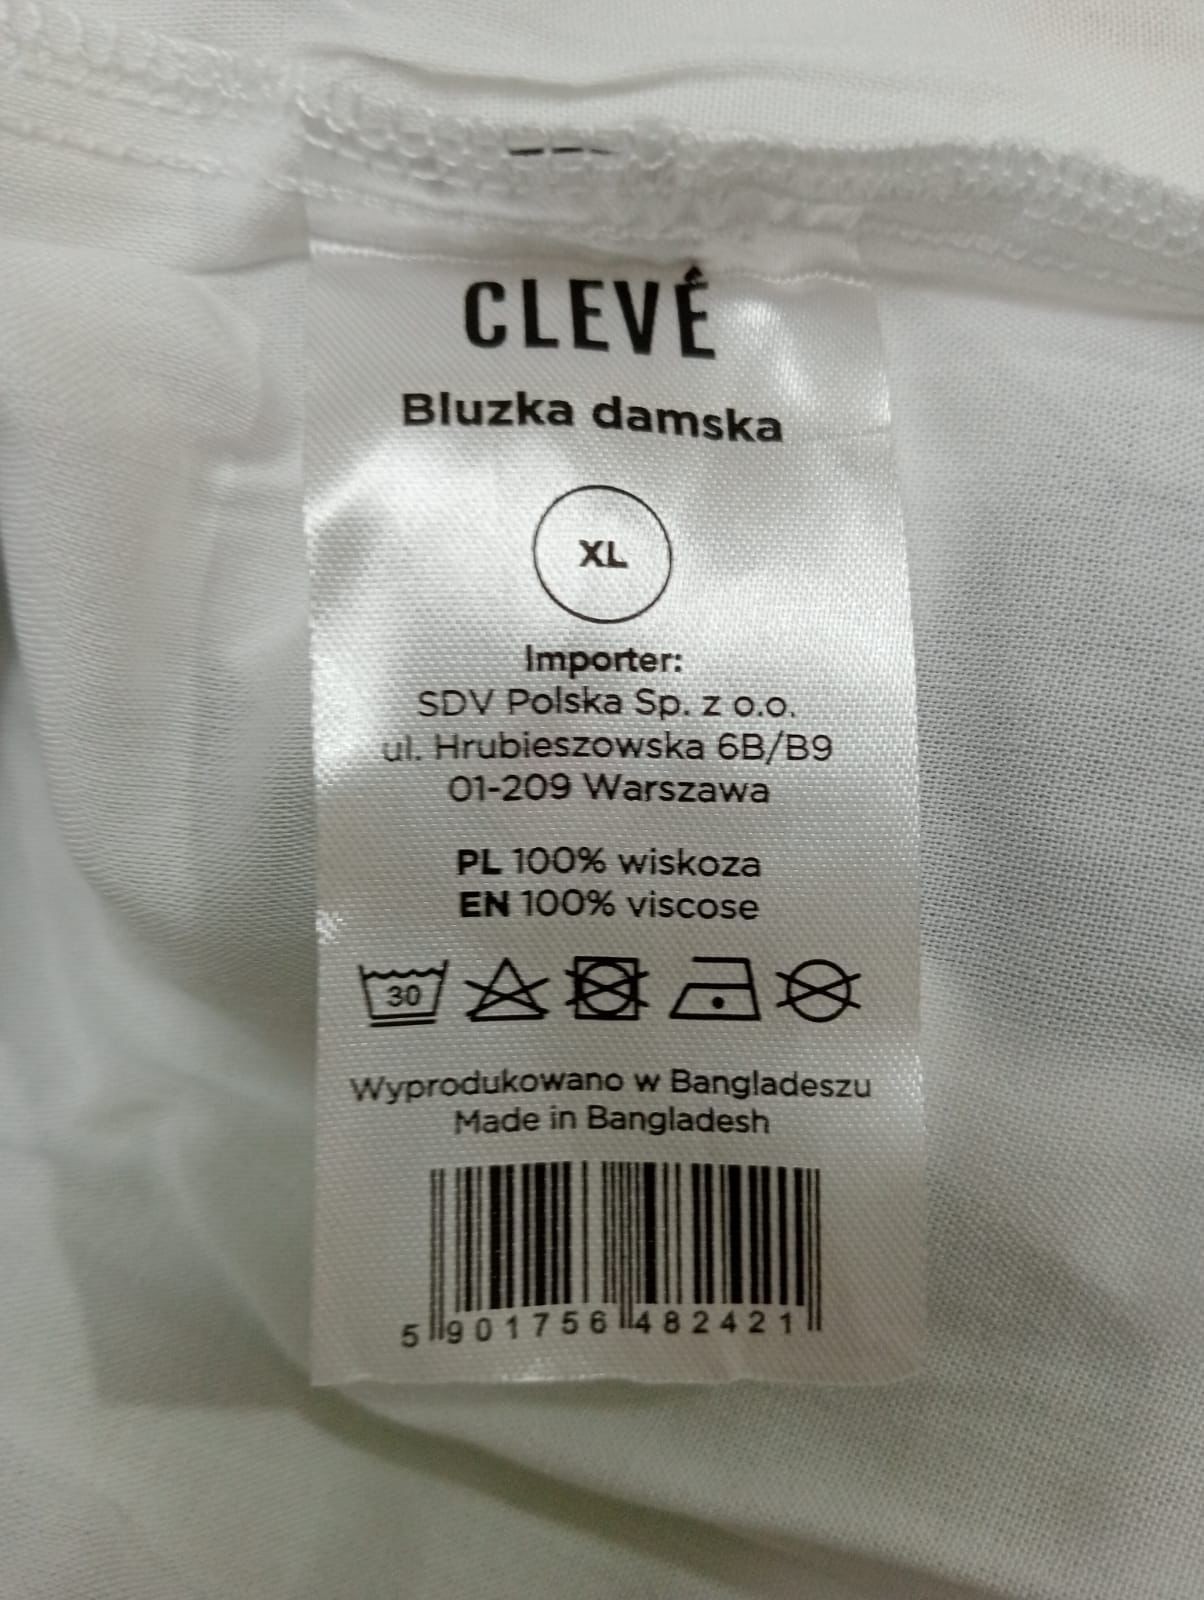 CLEVÉ
Bluzka damska
XL
Importer:
SDV Polska Sp. z o.o.
ul. Hrubieszowska 6B/B9
01-209 Warszawa
PL 100% wiskoza
EN 100% viscose
30
Wyprodukowano w Bangladeszu
Made in Bangladesh
5 901756 482421